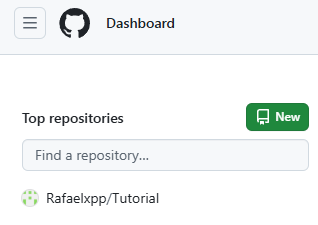 Dashboard
Top repositories
New
Find a repository...
Rafaelxpp/Tutorial